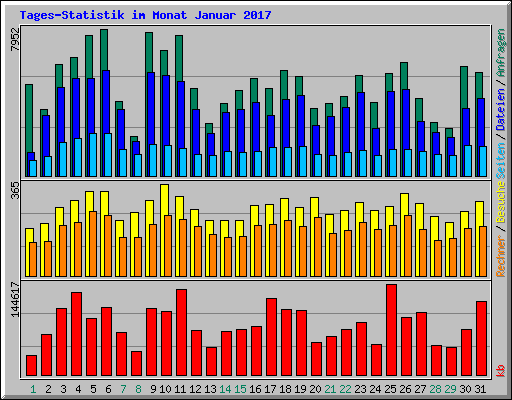 Tages-Statistik im Monat Januar 2017
7952
365
144617
Rechner / Besuche Seiten / Dateien / Anfragen
kb
1 2 3 4 5 6 7 8 9 10 11 12 13 14 15 16 17 18 19 20 21 22 23 24 25 26 27 28 29 30 31